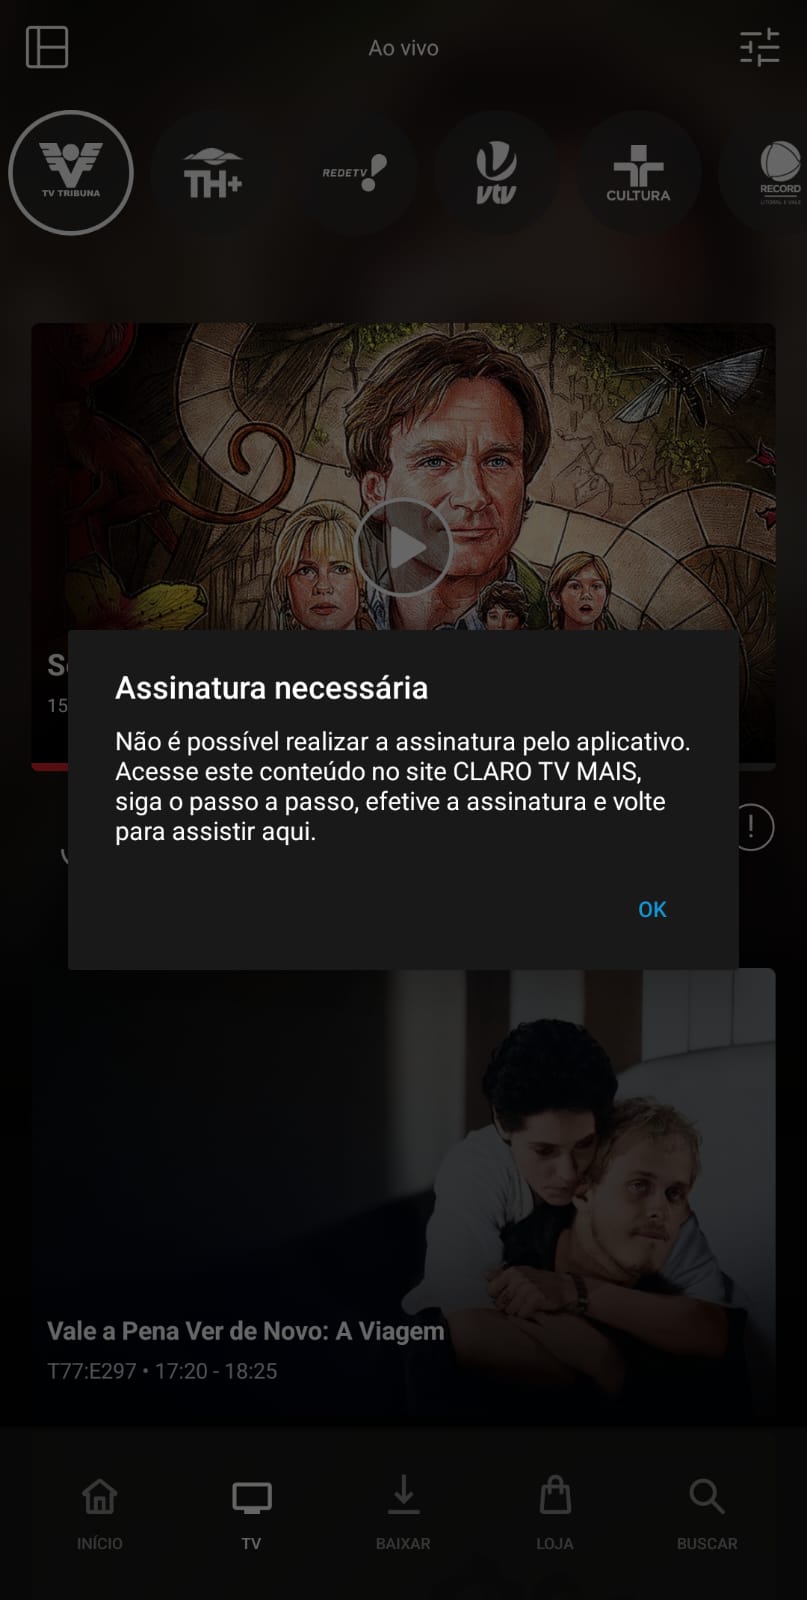 Ao vivo
TV TRIBUNA
TH+
REDETV!
vtv
CULTURA
RECORD
LITORAL E VALE
15
Assinatura necessária
Não é possível realizar a assinatura pelo aplicativo.
Acesse este conteúdo no site CLARO TV MAIS,
siga o passo a passo, efetive a assinatura e volte
para assistir aqui.
OK
Vale a Pena Ver de Novo: A Viagem
T77:E297 • 17:20 - 18:25
INÍCIO
TV
BAIXAR
LOJA
BUSCAR